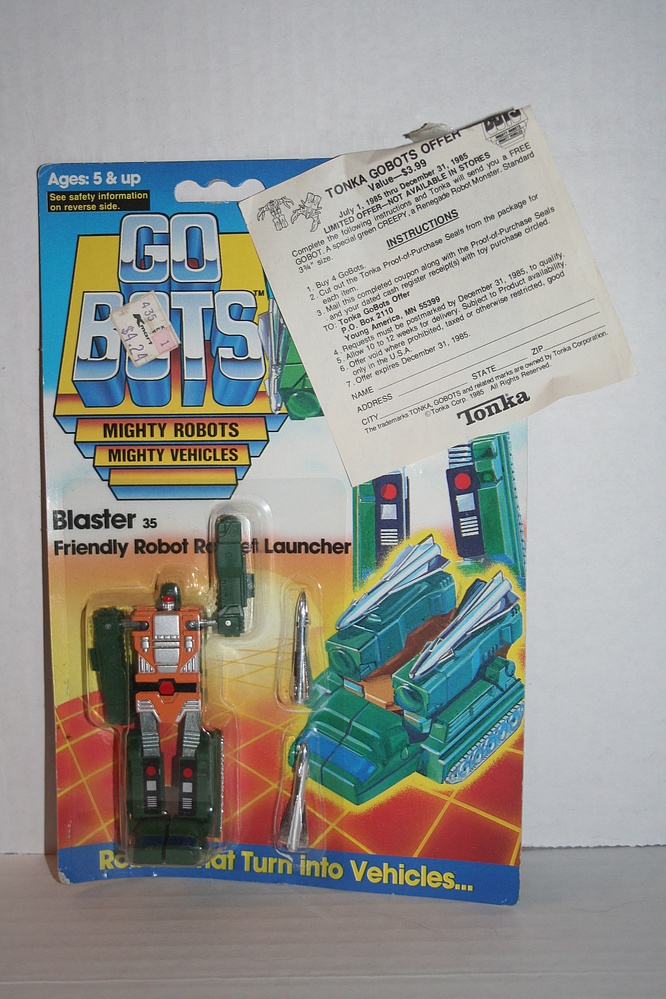 Ages: 5 & up
See safety information
on reverse side.
GO
BOTS™
$4.24
MIGHTY ROBOTS
MIGHTY VEHICLES
Blaster 35
Friendly Robot Launcher
Turn into Vehicles...
BOTS
TONKA GOBOTS OFFER
Value—$3.99
July 1, 1985 thru December 31, 1985
LIMITED OFFER—NOT AVAILABLE IN STORES
Complete the following instructions and Tonka will send you a FREE
GOBOT. A special green CREEPY, a Renegade Robot Monster. Standard
3¾" size.
INSTRUCTIONS
1. Buy 4 GoBots.
2. Cut out the Tonka Proof-of-Purchase Seals from the package for
each item.
3. Mail this completed coupon along with the Proof-of-Purchase Seals
and your dated cash register receipt(s) with toy purchase circled.
TO: Tonka GoBots Offer
P.O. Box 2110
Young America, MN 55399
4. Requests must be postmarked by December 31, 1985, to qualify.
5. Allow 10 to 12 weeks for delivery. Subject to product availability.
6. Offer void where prohibited, taxed or otherwise restricted, good
only in the U.S.A.
7. Offer expires December 31, 1985.
NAME
ADDRESS
CITY STATE ZIP
The trademarks TONKA, GOBOTS and related marks are owned by Tonka Corporation.
©Tonka Corp. 1985 All Rights Reserved.
Tonka